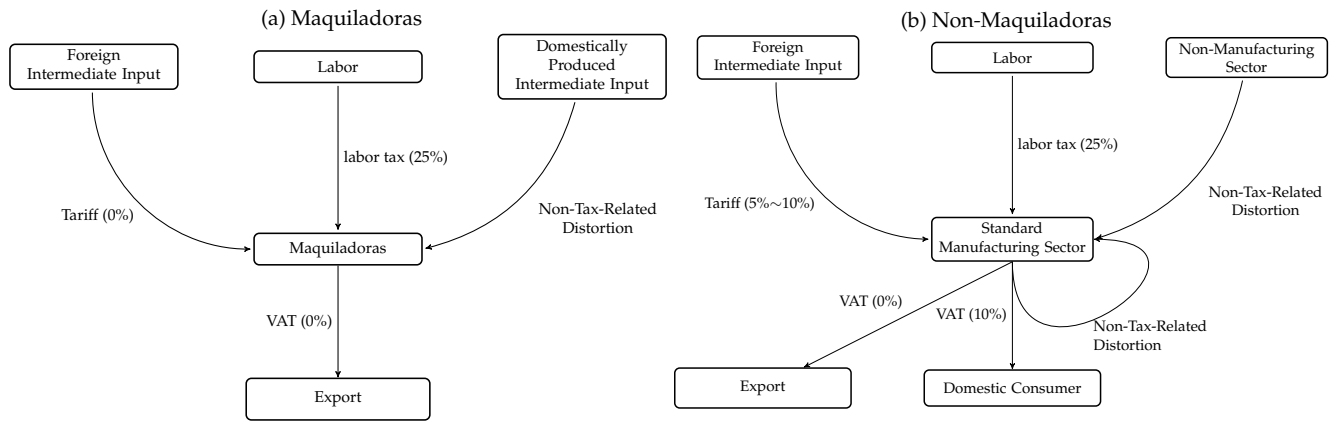 (a) Maquiladoras
Foreign
Intermediate Input
Labor
Domestically
Produced
Intermediate Input
labor tax (25%)
Tariff (0%)
Non-Tax-Related
Distortion
Maquiladoras
VAT (0%)
Export
(b) Non-Maquiladoras
Foreign
Intermediate Input
Labor
Non-Manufacturing
Sector
labor tax (25%)
Tariff (5%∼10%)
Non-Tax-Related
Distortion
Standard
Manufacturing Sector
VAT (0%)
VAT (10%)
Non-Tax-Related
Distortion
Export
Domestic Consumer